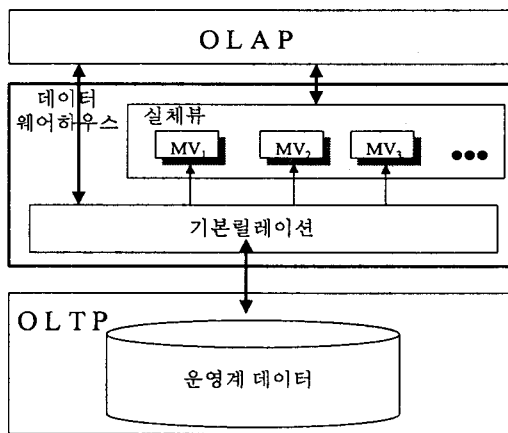 OLAP
데이터
웨어하우스
실체뷰
MV₁
MV₂
MV₃
●●●
기본릴레이션
OLTP
운영계 데이터